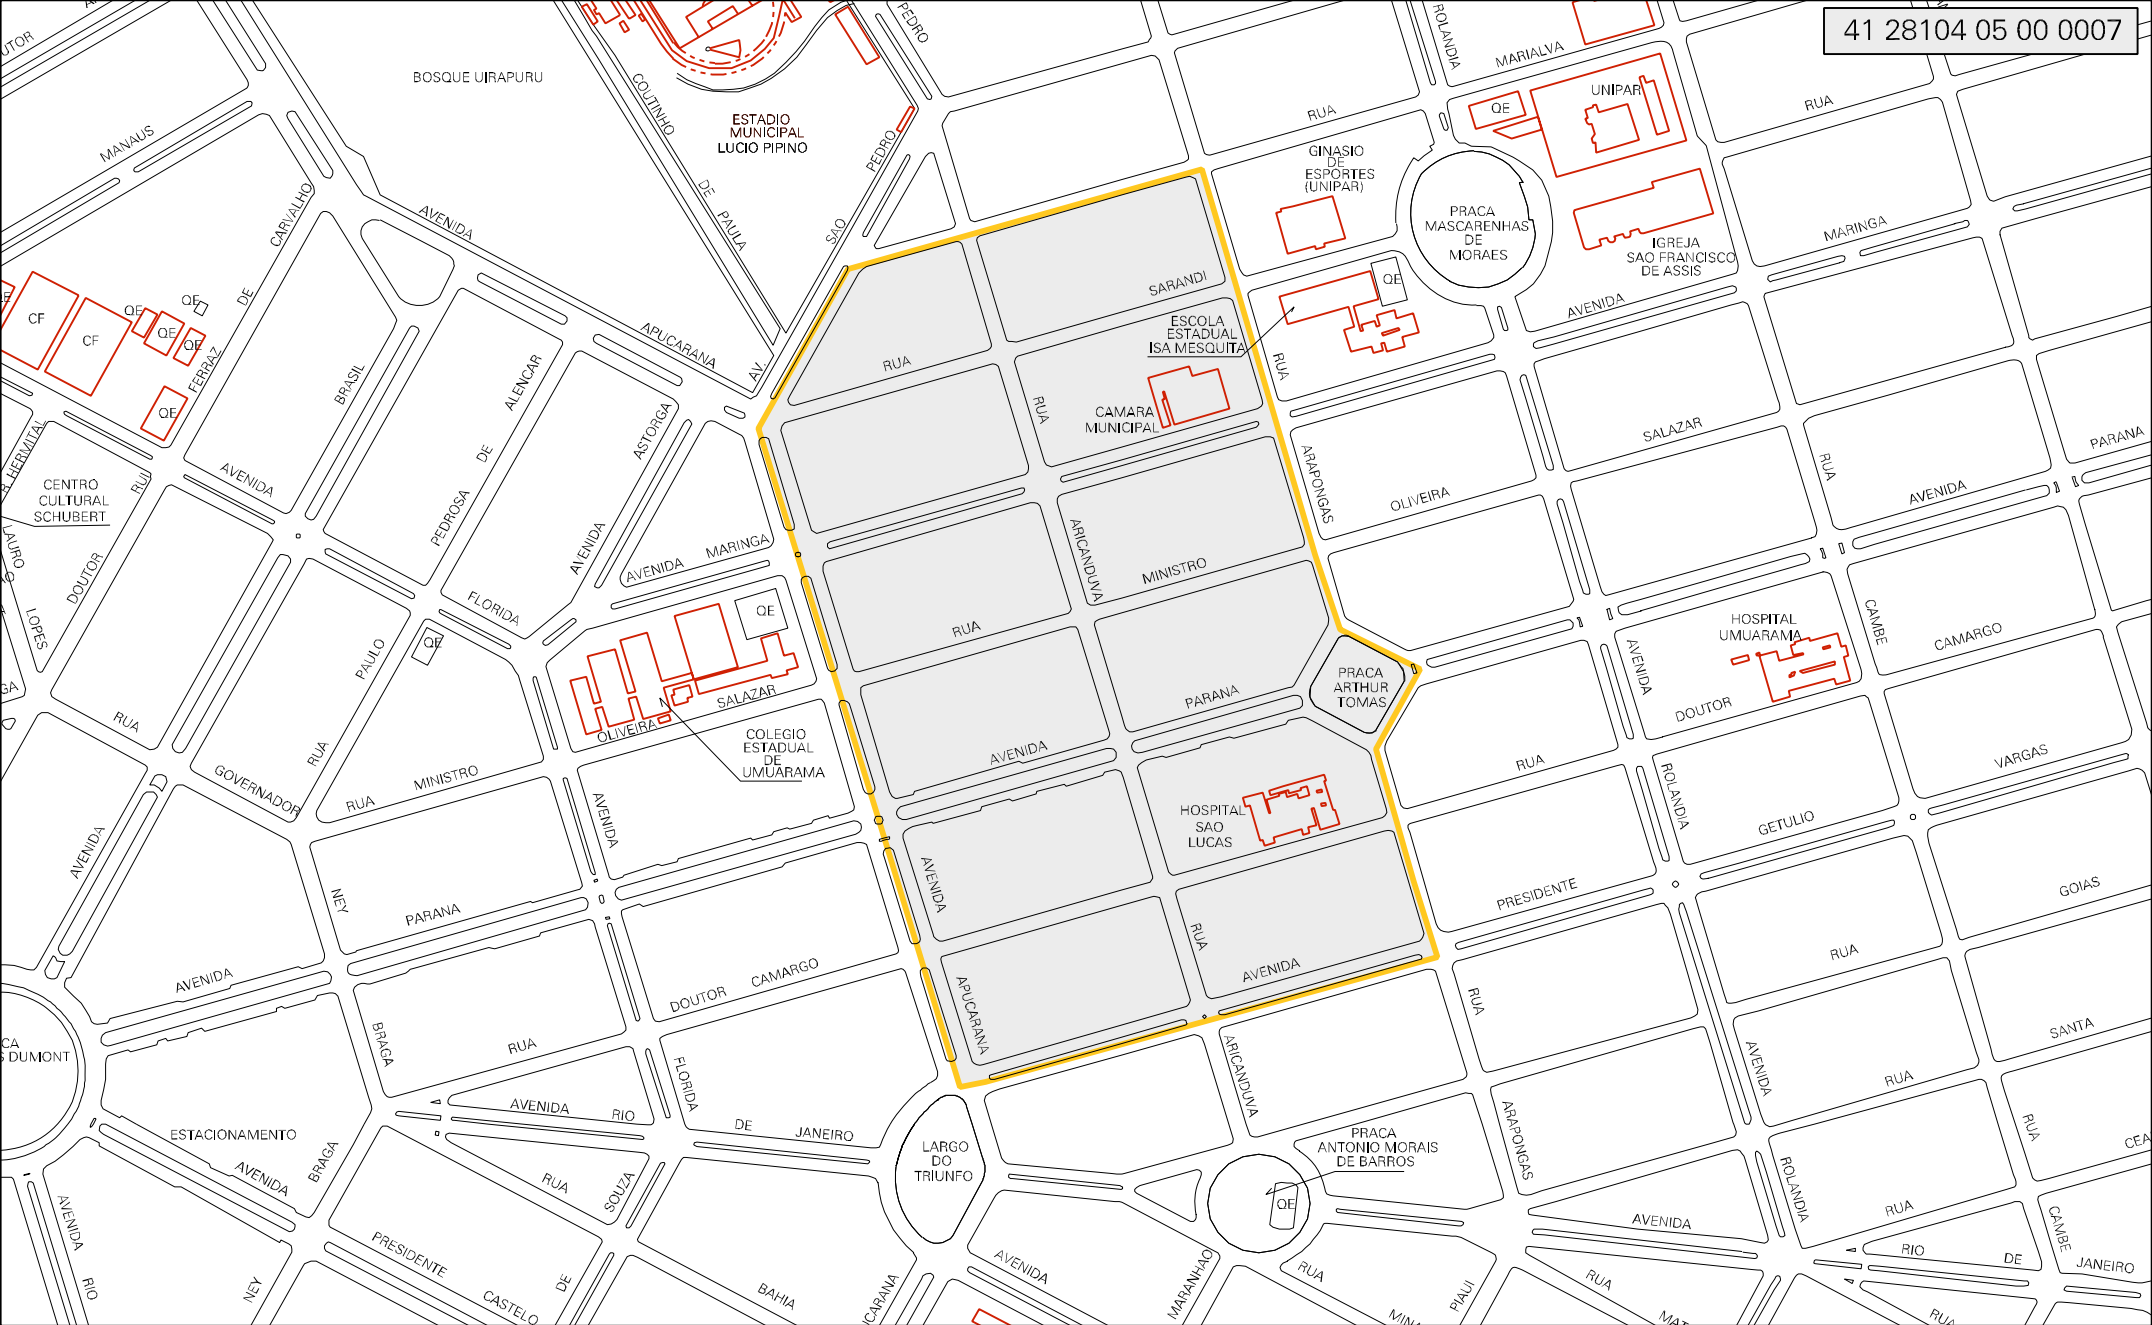 41 28104 05 00 0007
BOSQUE UIRAPURU
ESTADIO
MUNICIPAL
LUCIO PIPINO
COUTINHO
DE
PAULA
PEDRO
SAO
AV.
PEDRO
ROLANDIA
MARIALVA
RUA
QE
UNIPAR
RUA
GINASIO
DE
ESPORTES
(UNIPAR)
PRACA
MASCARENHAS
DE
MORAES
IGREJA
SAO FRANCISCO
DE ASSIS
MARINGA
AVENIDA
MANAUS
CARVALHO
DE
FERRAZ
RUI
DOUTOR
AVENIDA
APUCARANA
CF
CF
QE
QE
QE
QE
QE
BRASIL
ALENCAR
DE
PEDROSA
ASTORGA
AVENIDA
AVENIDA
FLORIDA
CENTRO
CULTURAL
SCHUBERT
HERMITAL
LAURO
LOPES
SARANDI
RUA
RUA
ESCOLA
ESTADUAL
ISA MESQUITA
QE
CAMARA
MUNICIPAL
RUA
ARAPONGAS
SALAZAR
OLIVEIRA
MINISTRO
RUA
ARICANDUVA
RUA
AVENIDA
PARANA
AVENIDA
MARINGA
QE
QE
SALAZAR
OLIVEIRA
COLEGIO
ESTADUAL
DE
UMUARAMA
MINISTRO
RUA
PAULO
RUA
GOVERNADOR
RUA
AVENIDA
AVENIDA
NEY
PARANA
AVENIDA
PARANA
AVENIDA
PRACA
ARTHUR
TOMAS
HOSPITAL
SAO
LUCAS
HOSPITAL
UMUARAMA
CAMBE
CAMARGO
AVENIDA
DOUTOR
RUA
ROLANDIA
VARGAS
GETULIO
PRESIDENTE
AVENIDA
GOIAS
RUA
AVENIDA
APUCARANA
RUA
ARICANDUVA
CAMARGO
DOUTOR
RUA
BRAGA
FLORIDA
RUA
ARAPONGAS
AVENIDA
ROLANDIA
SANTA
RUA
RUA
CAMBE
DUMONT
ESTACIONAMENTO
AVENIDA
RIO
DE
JANEIRO
LARGO
DO
TRIUNFO
PRACA
ANTONIO MORAIS
DE BARROS
QE
AVENIDA
BRAGA
NEY
RUA
SOUZA
DE
AVENIDA
RIO
PRESIDENTE
CASTELO
BAHIA
AVENIDA
MARANHAO
RUA
PIAUI
RUA
AVENIDA
RIO
DE
JANEIRO
RUA
RUA